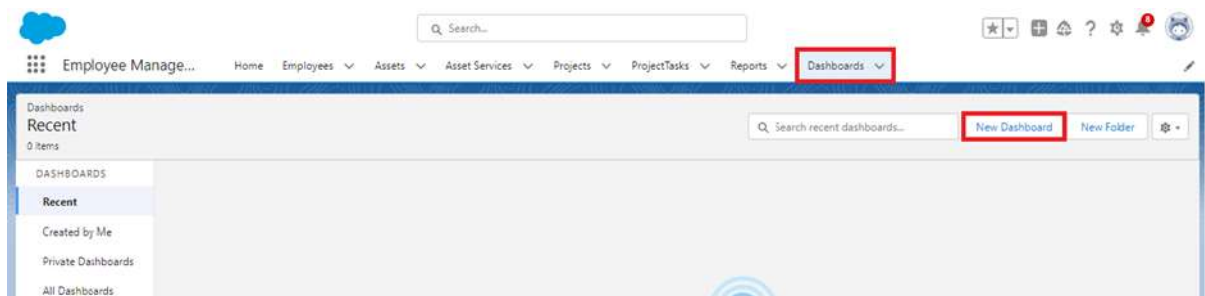 Search...
8
Employee Manage... Home Employees Assets Asset Services Projects ProjectTasks Reports Dashboards
Dashboards
Recent
0 items
Search recent dashboards... New Dashboard New Folder
DASHBOARDS
Recent
Created by Me
Private Dashboards
All Dashboards